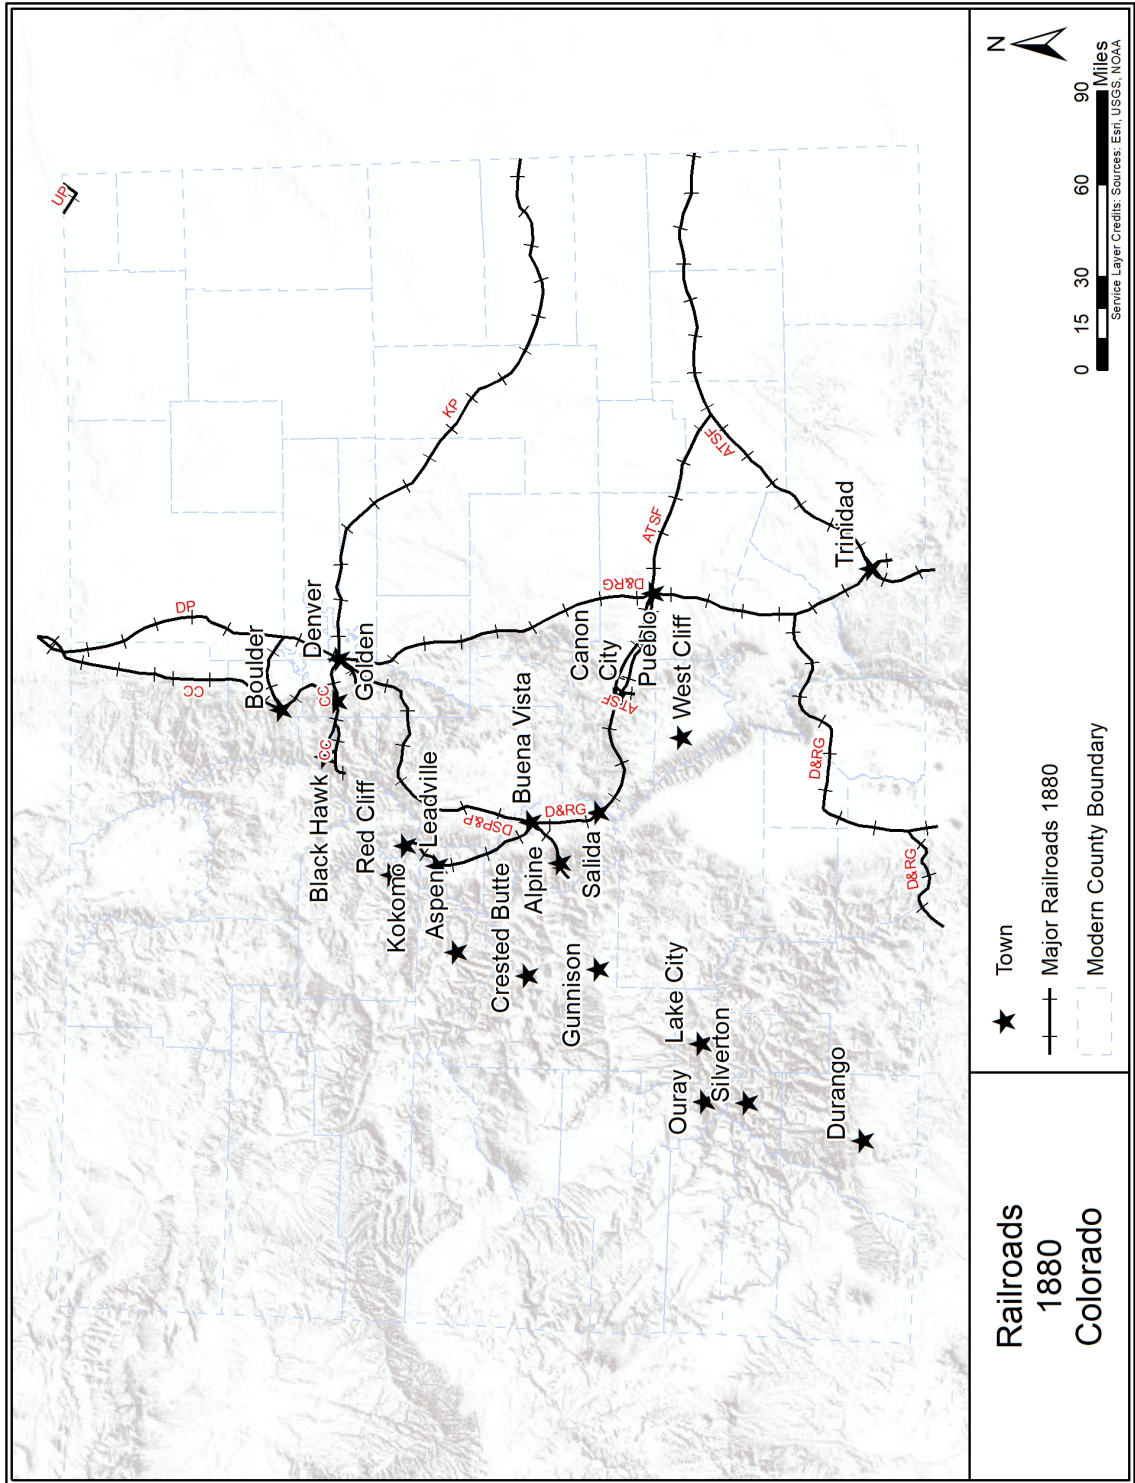 UP
DP
CC
Boulder
Denver
Golden
CC
CC
Black Hawk
KP
Red Cliff
Leadville
Kokomo
Aspen
DSP&P
Buena Vista
Crested Butte
Alpine
D&RG
Salida
Gunnison
Canon
City
D&RG
Pueblo
ATSF
ATSF
ATSF
West Cliff
Lake City
Ouray
Silverton
Trinidad
D&RG
D&RG
Durango
Railroads
1880
Colorado
Town
Major Railroads 1880
Modern County Boundary
N
0 15 30 60 90
Miles
Service Layer Credits: Sources: Esri, USGS, NOAA